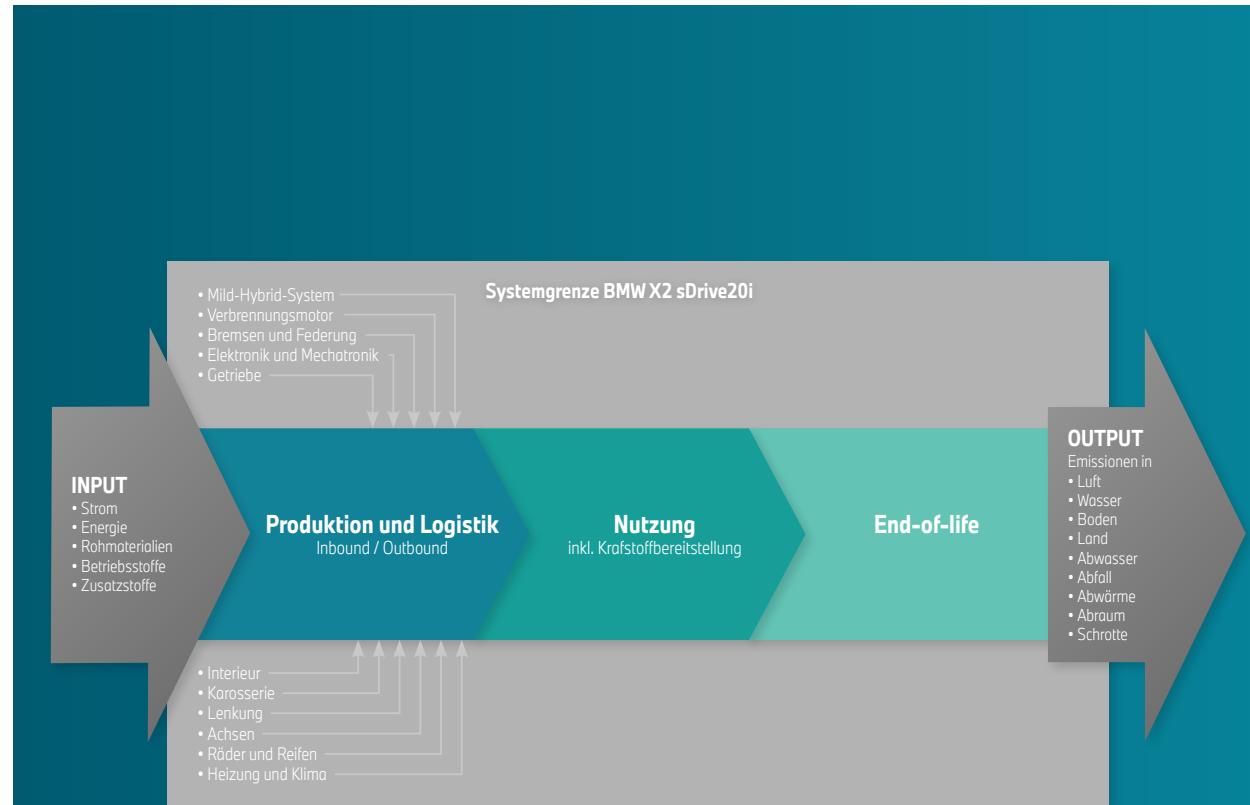 Systemgrenze BMW X2 sDrive20i
• Mild-Hybrid-System
• Verbrennungsmotor
• Bremsen und Federung
• Elektronik und Mechatronik
• Getriebe
INPUT
• Strom
• Energie
• Rohmaterialien
• Betriebsstoffe
• Zusatzstoffe
Produktion und Logistik
Inbound / Outbound
Nutzung
inkl. Krafstoffbereitstellung
End-of-life
OUTPUT
Emissionen in
• Luft
• Wasser
• Boden
• Land
• Abwasser
• Abfall
• Abwärme
• Abraum
• Schrotte
• Interieur
• Karosserie
• Lenkung
• Achsen
• Räder und Reifen
• Heizung und Klima